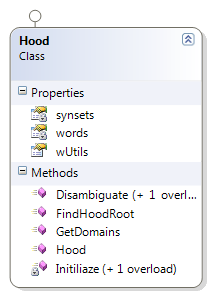 Hood
Class
Properties
synsets
words
wUtils
Methods
Disambiguate (+ 1 overl...
FindHoodRoot
GetDomains
Hood
Initiliaze (+ 1 overload)